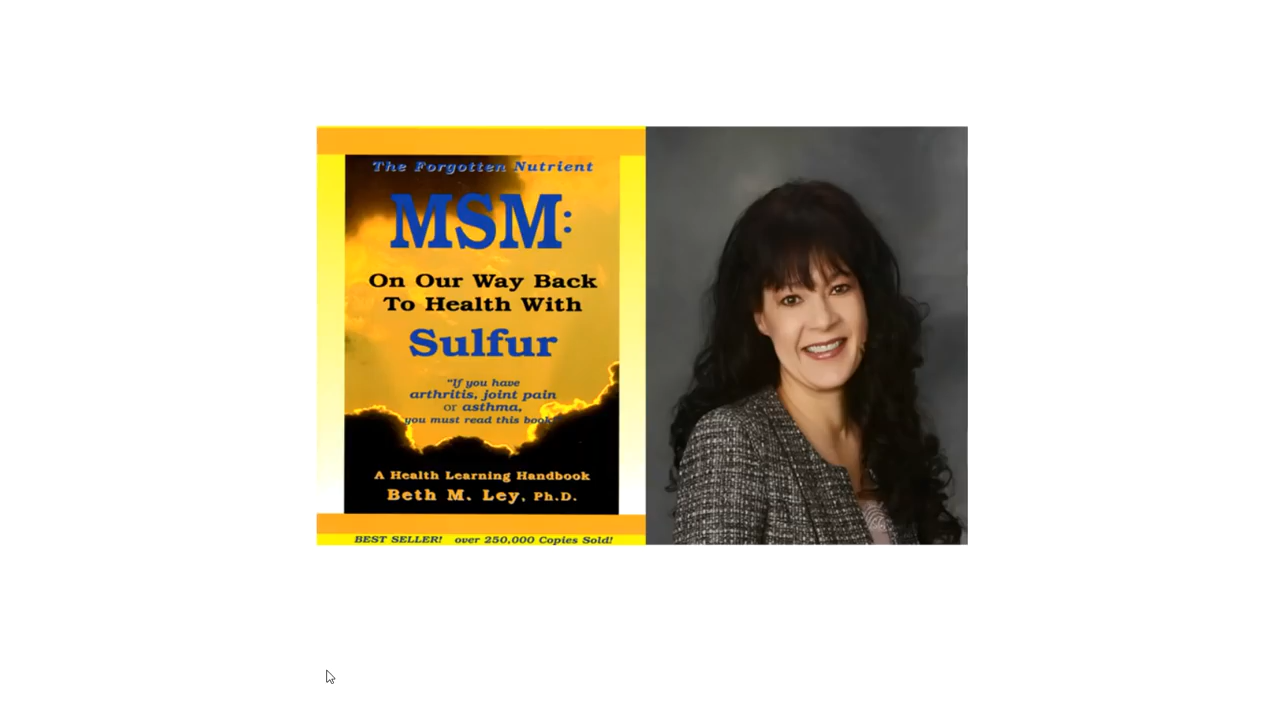 The Forgotten Nutrient
MSM:
On Our Way Back
To Health With
Sulfur
"If you have
arthritis, joint pain
or asthma,
you must read this book"
A Health Learning Handbook
Beth M. Ley, Ph.D.
BEST SELLER! over 250,000 Copies Sold!